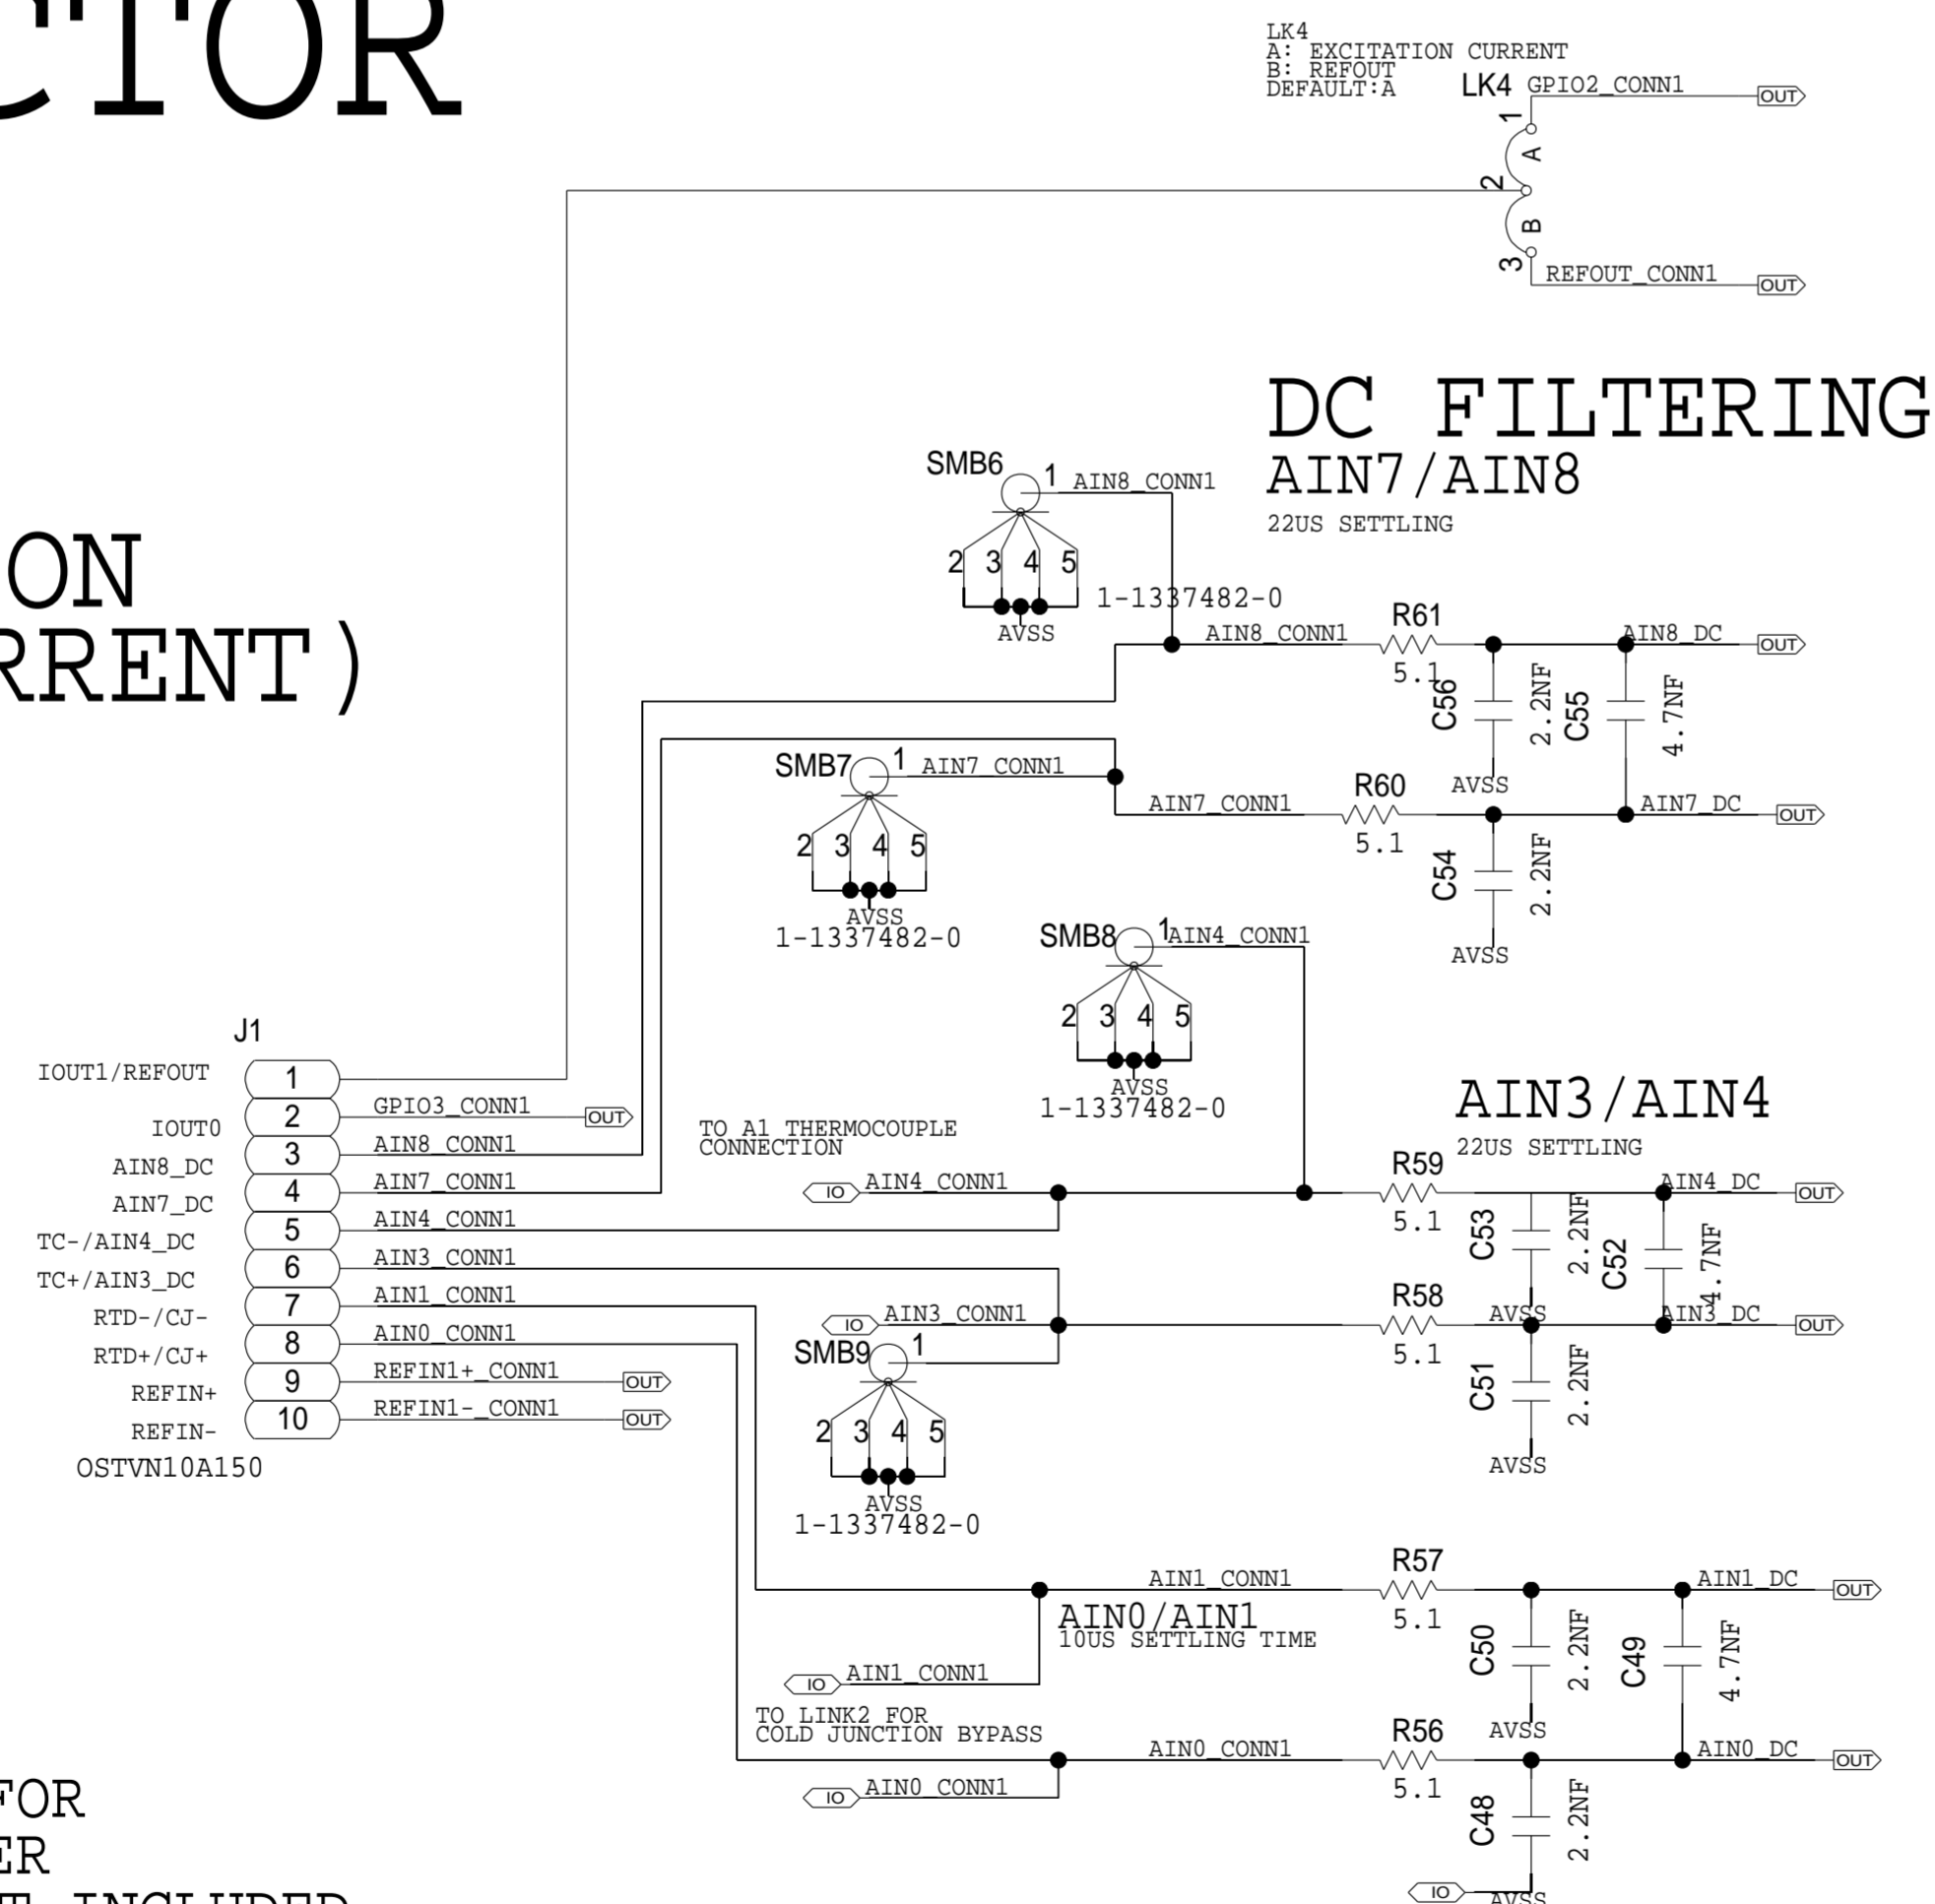 CTOR
LK4
A: EXCITATION CURRENT
B: REFOUT
DEFAULT:A
LK4
GPIO2_CONN1
OUT
1
A
2
B
3
REFOUT_CONN1
OUT
DC FILTERING
AIN7/AIN8
22US SETTLING
ON
RRENT)
SMB6
1
AIN8_CONN1
2 3 4 5
AVSS
1-1337482-0
AIN8_CONN1
R61
5.1
AIN8_DC
OUT
C56
2.2NF
C55
4.7NF
AVSS
SMB7
1
AIN7_CONN1
2 3 4 5
AVSS
1-1337482-0
AIN7_CONN1
R60
5.1
AIN7_DC
OUT
C54
2.2NF
AVSS
SMB8
1
AIN4_CONN1
2 3 4 5
AVSS
1-1337482-0
J1
IOUT1/REFOUT
1
IOUT0
2
GPIO3_CONN1
OUT
AIN8_DC
3
AIN8_CONN1
AIN7_DC
4
AIN7_CONN1
TC-/AIN4_DC
5
AIN4_CONN1
TC+/AIN3_DC
6
AIN3_CONN1
RTD-/CJ-
7
AIN1_CONN1
RTD+/CJ+
8
AIN0_CONN1
REFIN+
9
REFIN1+_CONN1
OUT
REFIN-
10
REFIN1-_CONN1
OUT
OSTVN10A150
TO A1 THERMOCOUPLE
CONNECTION
AIN3/AIN4
22US SETTLING
IO
AIN4_CONN1
R59
5.1
AIN4_DC
OUT
C53
2.2NF
C52
4.7NF
AVSS
IO
AIN3_CONN1
R58
5.1
AIN3_DC
OUT
C51
2.2NF
AVSS
SMB9
1
2 3 4 5
AVSS
1-1337482-0
AIN1_CONN1
R57
5.1
AIN1_DC
OUT
AIN0/AIN1
10US SETTLING TIME
C50
2.2NF
C49
4.7NF
AVSS
IO
AIN1_CONN1
TO LINK2 FOR
COLD JUNCTION BYPASS
AIN0_CONN1
R56
5.1
AIN0_DC
OUT
IO
AIN0_CONN1
C48
2.2NF
IO
AVSS
FOR
ER
T INCLUDED